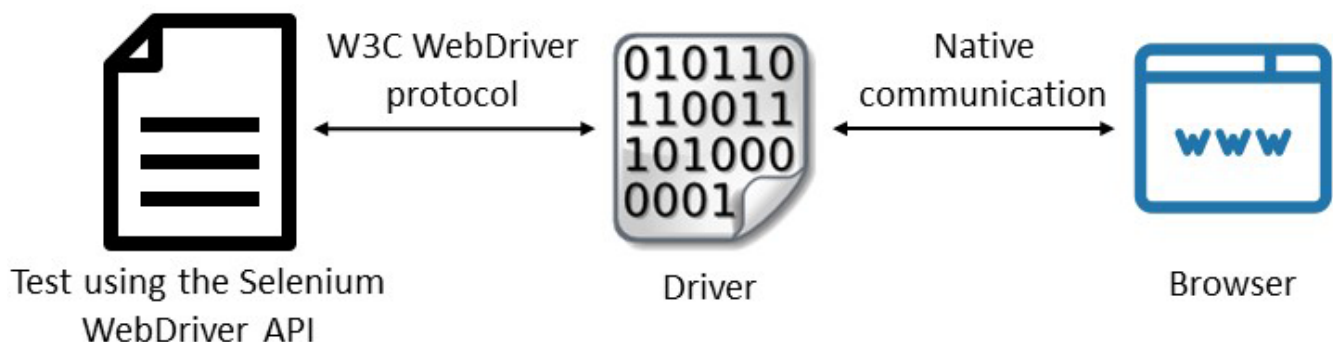 W3C WebDriver
protocol
010110
110011
101000
0001
Native
communication
www
Test using the Selenium
WebDriver API
Driver
Browser